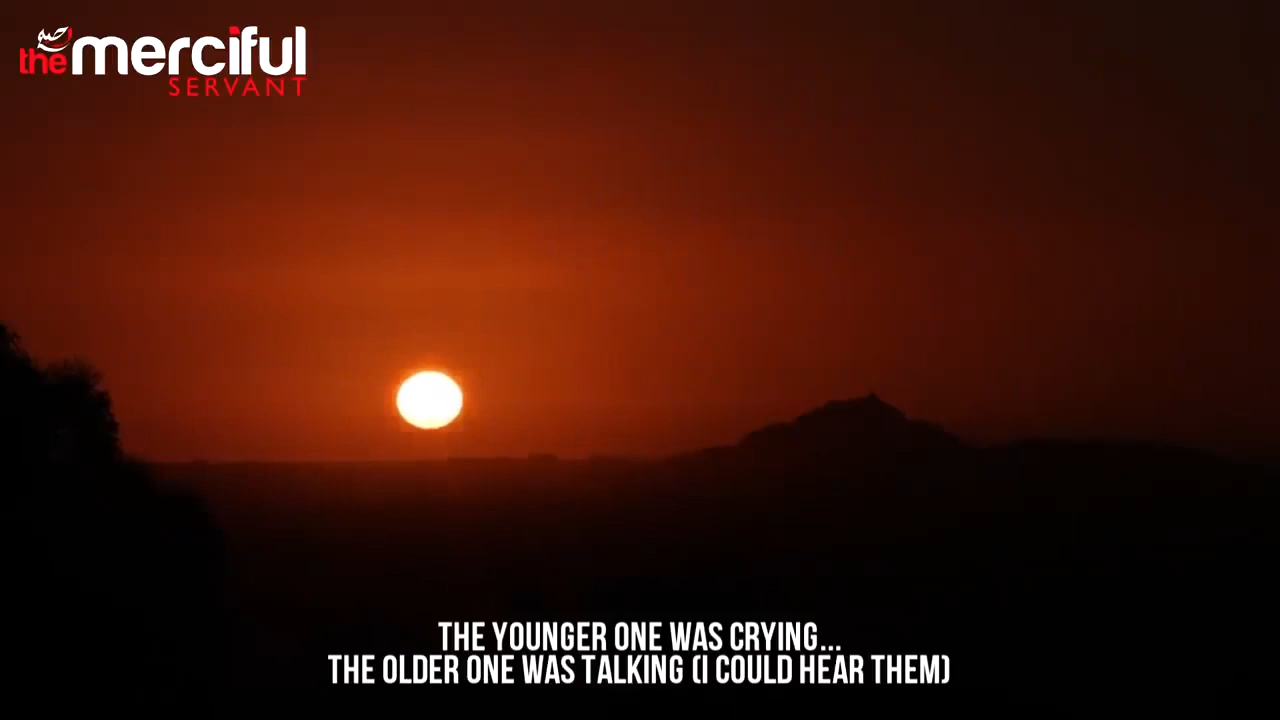 the merciful
SERVANT
THE YOUNGER ONE WAS CRYING...
THE OLDER ONE WAS TALKING (I COULD HEAR THEM)